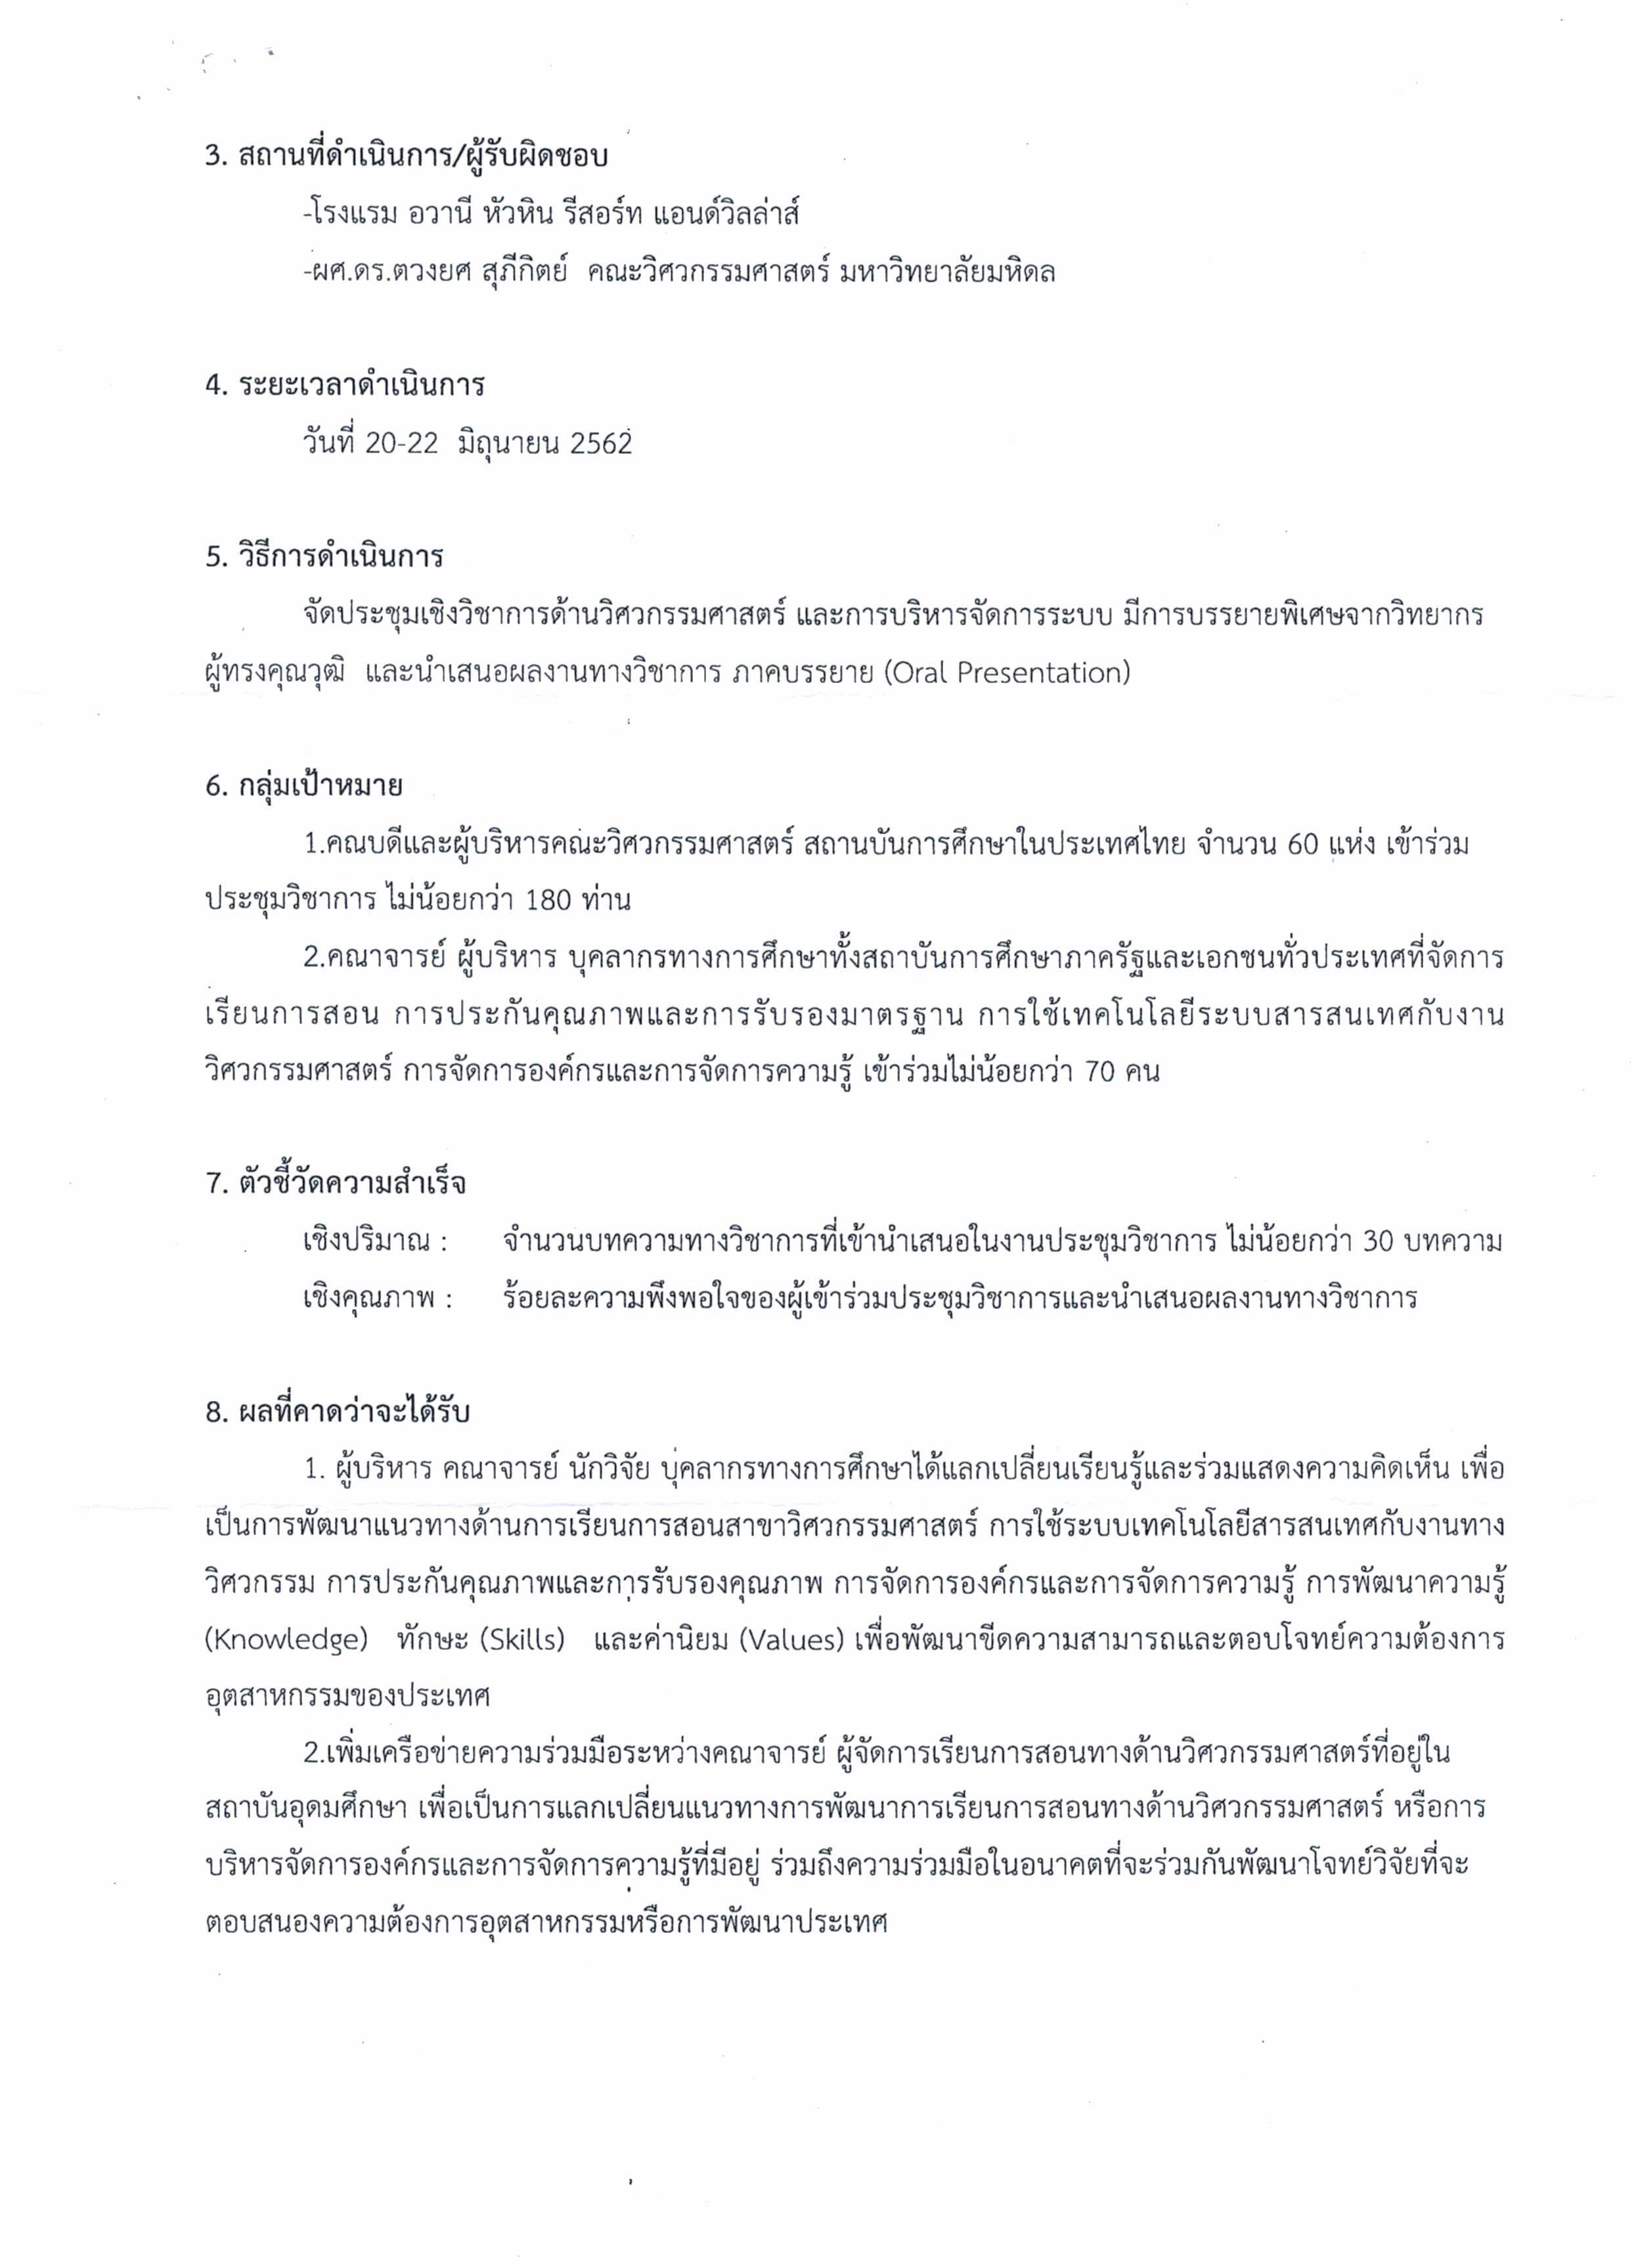 3. สถานที่ดำเนินการ/ผู้รับผิดชอบ
-โรงแรม อวานี หัวหิน รีสอร์ท แอนด์วิลล่าส์
-ผศ.ดร.ตวงยศ สุภีกิตย์ คณะวิศวกรรมศาสตร์ มหาวิทยาลัยมหิดล
4. ระยะเวลาดำเนินการ
วันที่ 20-22 มิถุนายน 2562
5. วิธีการดำเนินการ
จัดประชุมเชิงวิชาการด้านวิศวกรรมศาสตร์ และการบริหารจัดการระบบ มีการบรรยายพิเศษจากวิทยากร
ผู้ทรงคุณวุฒิ และนำเสนอผลงานทางวิชาการ ภาคบรรยาย (Oral Presentation)
6. กลุ่มเป้าหมาย
1.คณบดีและผู้บริหารคณะวิศวกรรมศาสตร์ สถานบันการศึกษาในประเทศไทย จำนวน 60 แห่ง เข้าร่วม
ประชุมวิชาการ ไม่น้อยกว่า 180 ท่าน
2.คณาจารย์ ผู้บริหาร บุคลากรทางการศึกษาทั้งสถาบันการศึกษาภาครัฐและเอกชนทั่วประเทศที่จัดการ
เรียนการสอน การประกันคุณภาพและการรับรองมาตรฐาน การใช้เทคโนโลยีระบบสารสนเทศกับงาน
วิศวกรรมศาสตร์ การจัดการองค์กรและการจัดการความรู้ เข้าร่วมไม่น้อยกว่า 70 คน
7. ตัวชี้วัดความสำเร็จ
เชิงปริมาณ : จำนวนบทความทางวิชาการที่เข้านำเสนอในงานประชุมวิชาการ ไม่น้อยกว่า 30 บทความ
เชิงคุณภาพ : ร้อยละความพึงพอใจของผู้เข้าร่วมประชุมวิชาการและนำเสนอผลงานทางวิชาการ
8. ผลที่คาดว่าจะได้รับ
1. ผู้บริหาร คณาจารย์ นักวิจัย บุคลากรทางการศึกษาได้แลกเปลี่ยนเรียนรู้และร่วมแสดงความคิดเห็น เพื่อ
เป็นการพัฒนาแนวทางด้านการเรียนการสอนสาขาวิศวกรรมศาสตร์ การใช้ระบบเทคโนโลยีสารสนเทศกับงานทาง
วิศวกรรม การประกันคุณภาพและการรับรองคุณภาพ การจัดการองค์กรและการจัดการความรู้ การพัฒนาความรู้
(Knowledge) ทักษะ (Skills) และค่านิยม (Values) เพื่อพัฒนาขีดความสามารถและตอบโจทย์ความต้องการ
อุตสาหกรรมของประเทศ
2.เพิ่มเครือข่ายความร่วมมือระหว่างคณาจารย์ ผู้จัดการเรียนการสอนทางด้านวิศวกรรมศาสตร์ที่อยู่ใน
สถาบันอุดมศึกษา เพื่อเป็นการแลกเปลี่ยนแนวทางการพัฒนาการเรียนการสอนทางด้านวิศวกรรมศาสตร์ หรือการ
บริหารจัดการองค์กรและการจัดการความรู้ที่มีอยู่ ร่วมถึงความร่วมมือในอนาคตที่จะร่วมกันพัฒนาโจทย์วิจัยที่จะ
ตอบสนองความต้องการอุตสาหกรรมหรือการพัฒนาประเทศ